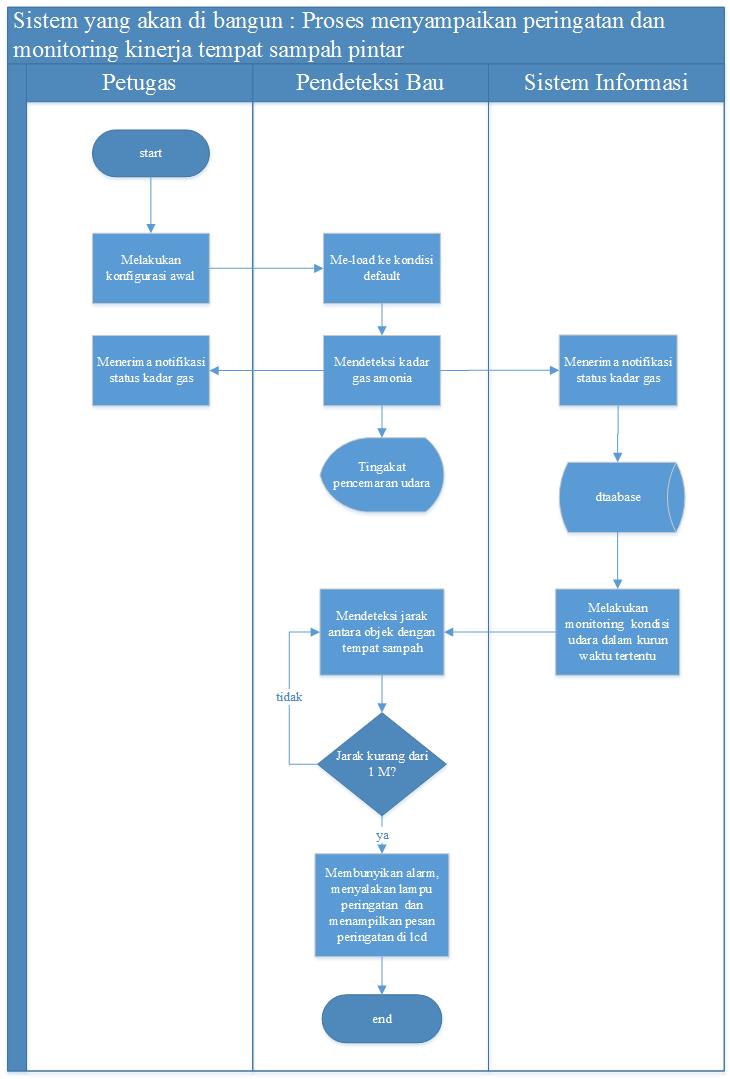 Sistem yang akan di bangun : Proses menyampaikan peringatan dan
monitoring kinerja tempat sampah pintar
Petugas
Pendeteksi Bau
Sistem Informasi
start
Melakukan
konfigurasi awal
Me-load ke kondisi
default
Menerima notifikasi
status kadar gas
Mendeteksi kadar
gas amonia
Menerima notifikasi
status kadar gas
Tingakat
pencemaran udara
dtaabase
Mendeteksi jarak
antara objek dengan
tempat sampah
Melakukan
monitoring kondisi
udara dalam kurun
waktu tertentu
tidak
Jarak kurang dari
1 M?
ya
Membunyikan alarm,
menyalakan lampu
peringatan dan
menampilkan pesan
peringatan di lcd
end